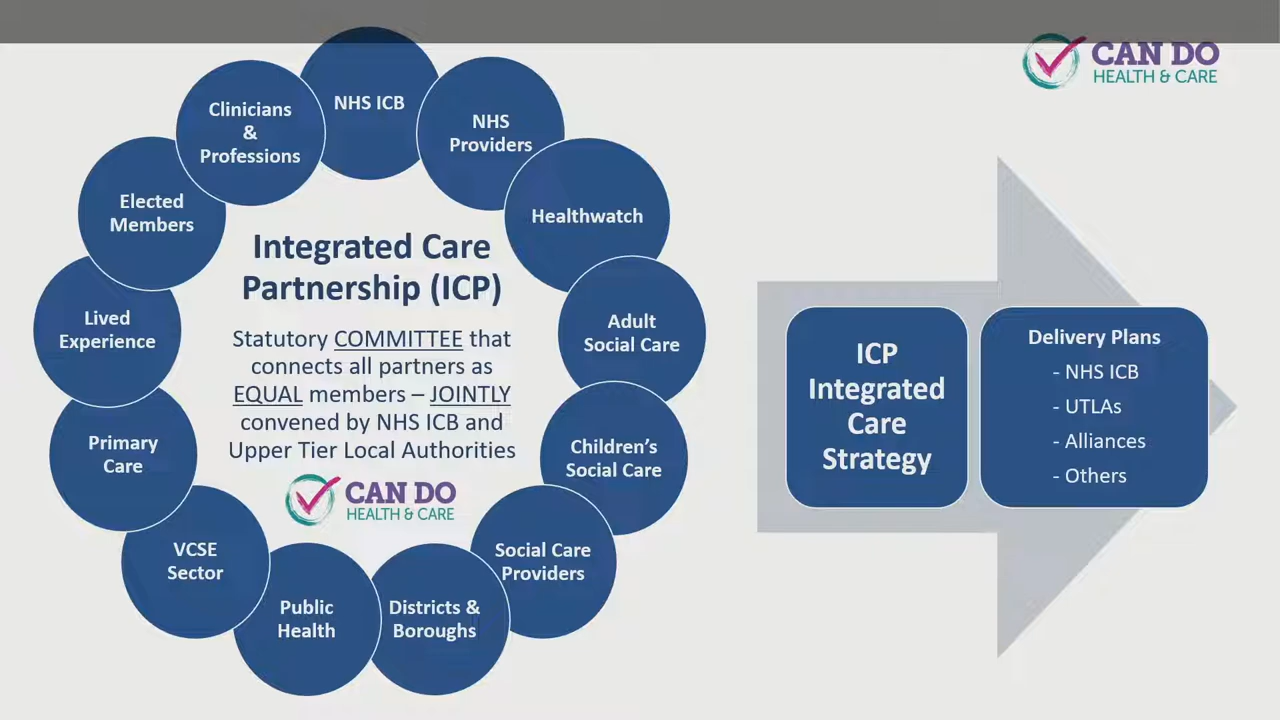 CAN DO
HEALTH & CARE
NHS ICB
NHS
Providers
Healthwatch
Adult
Social Care
Children's
Social Care
Social Care
Providers
Districts &
Boroughs
Public
Health
VCSE
Sector
Primary
Care
Lived
Experience
Elected
Members
Clinicians
&
Professions
Integrated Care
Partnership (ICP)
Statutory COMMITTEE that
connects all partners as
EQUAL members – JOINTLY
convened by NHS ICB and
Upper Tier Local Authorities
CAN DO
HEALTH & CARE
ICP
Integrated
Care
Strategy
Delivery Plans
- NHS ICB
- UTLAs
- Alliances
- Others